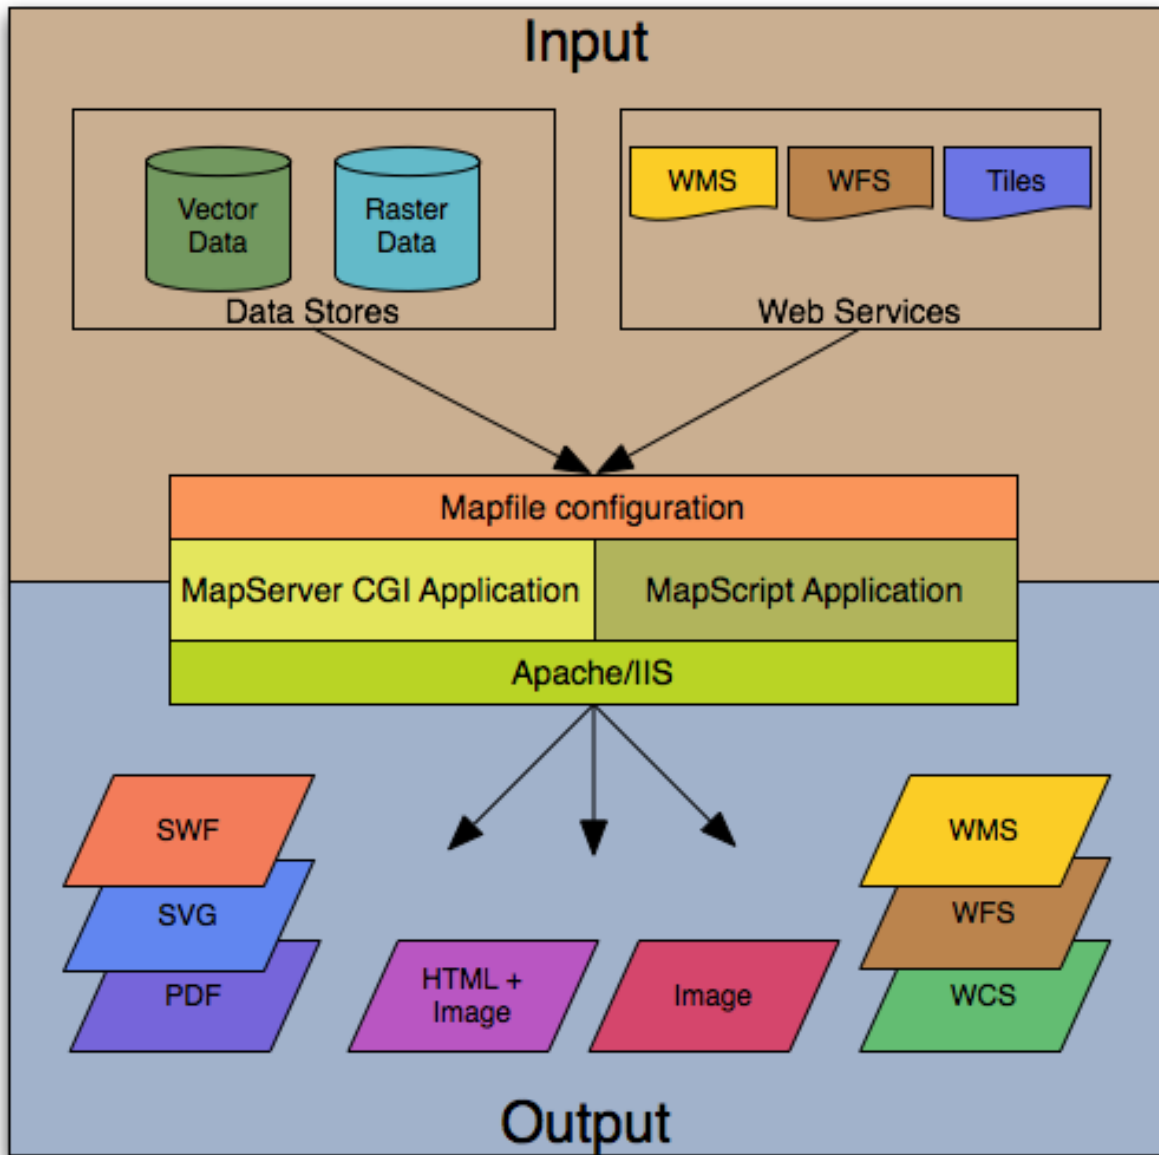 Input
Vector
Data
Raster
Data
Data Stores
WMS
WFS
Tiles
Web Services
Mapfile configuration
MapServer CGI Application
MapScript Application
Apache/IIS
SWF
SVG
PDF
HTML +
Image
Image
WMS
WFS
WCS
Output